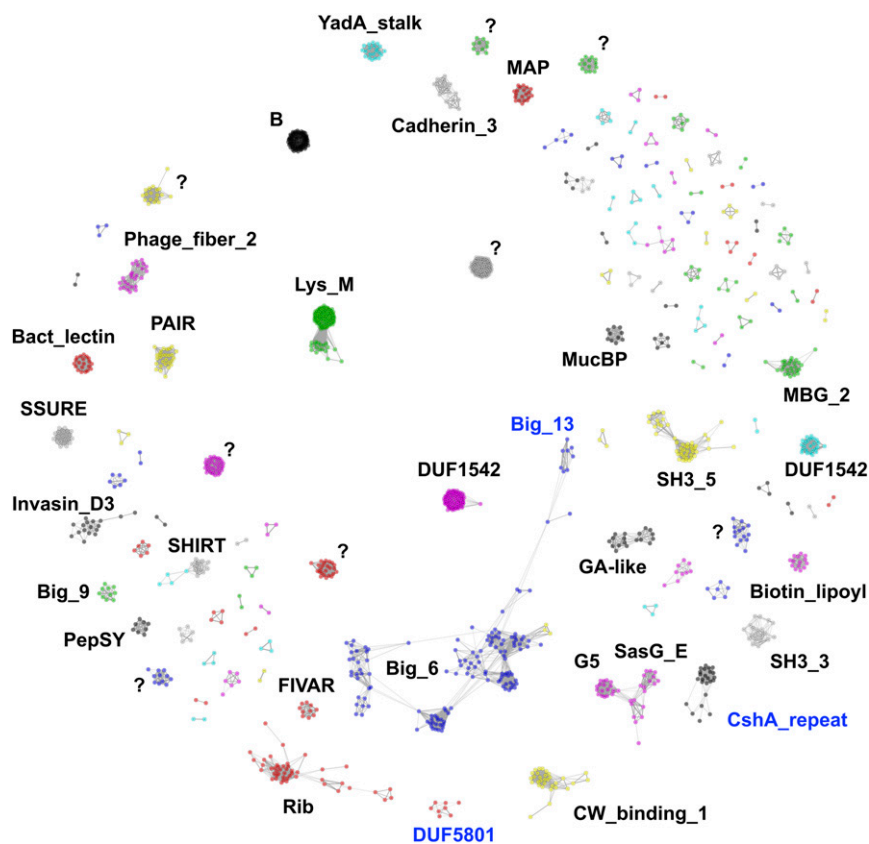 YadA_stalk
?
?
MAP
Cadherin_3
B
?
Phage_fiber_2
?
Lys_M
Bact_lectin
PAIR
MucBP
MBG_2
SSURE
Big_13
?
DUF1542
SH3_5
DUF1542
Invasin_D3
SHIRT
?
?
GA-like
Big_9
Biotin_lipoyl
PepSY
?
FIVAR
Big_6
G5
SasG_E
SH3_3
CshA_repeat
Rib
DUF5801
CW_binding_1